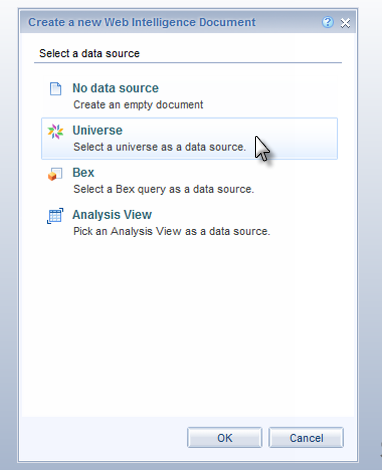 Create a new Web Intelligence Document
Select a data source
No data source
Create an empty document
Universe
Select a universe as a data source.
Bex
Select a Bex query as a data source.
Analysis View
Pick an Analysis View as a data source.
OK
Cancel